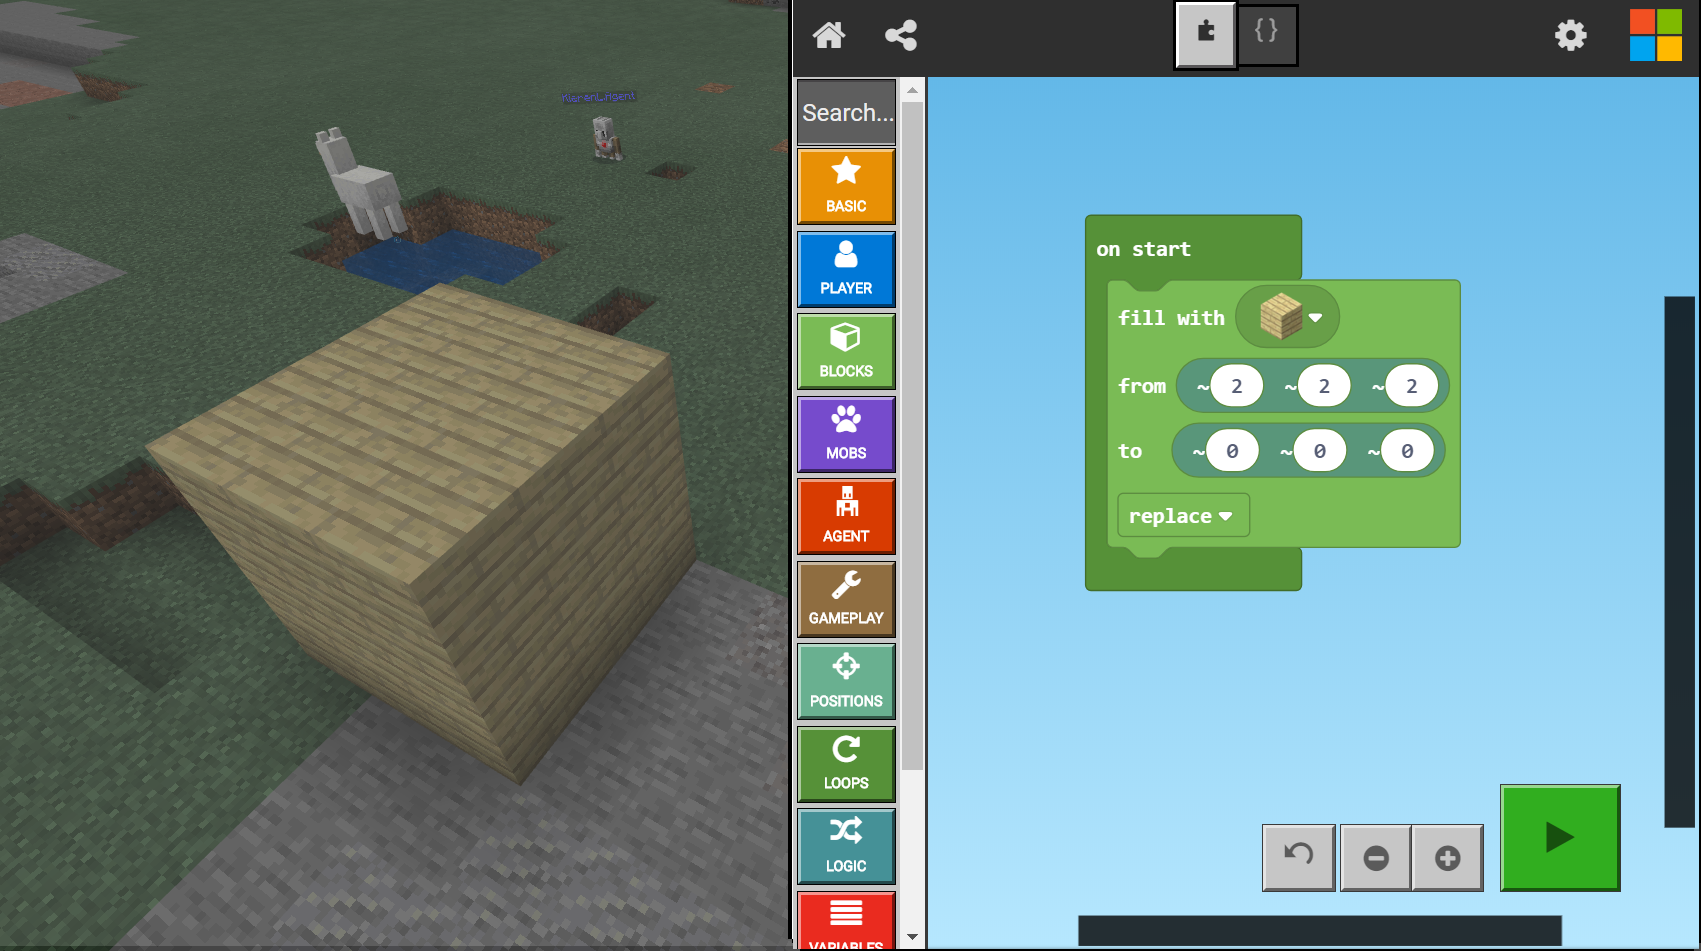 Search...
BASIC
PLAYER
BLOCKS
MOBS
AGENT
GAMEPLAY
POSITIONS
LOOPS
LOGIC
VARIABLES
{}
on start
fill with
from ~ 2 ~ 2 ~ 2
to ~ 0 ~ 0 ~ 0
replace